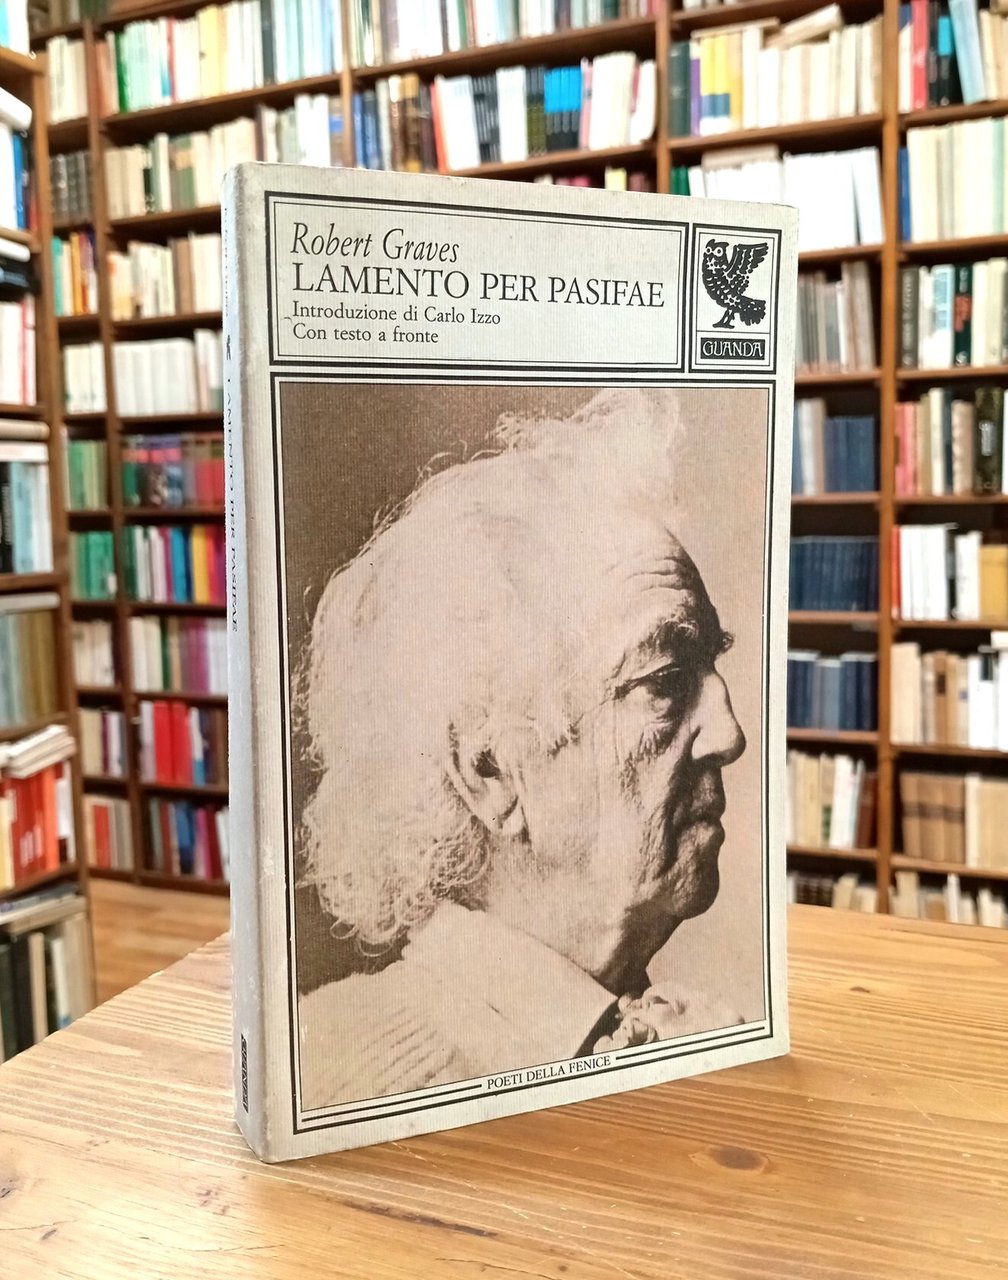 Robert Graves
LAMENTO PER PASIFAE
Introduzione di Carlo Izzo
Con testo a fronte
GUANDA
POETI DELLA FENICE
LAMENTO PER PASIFAE